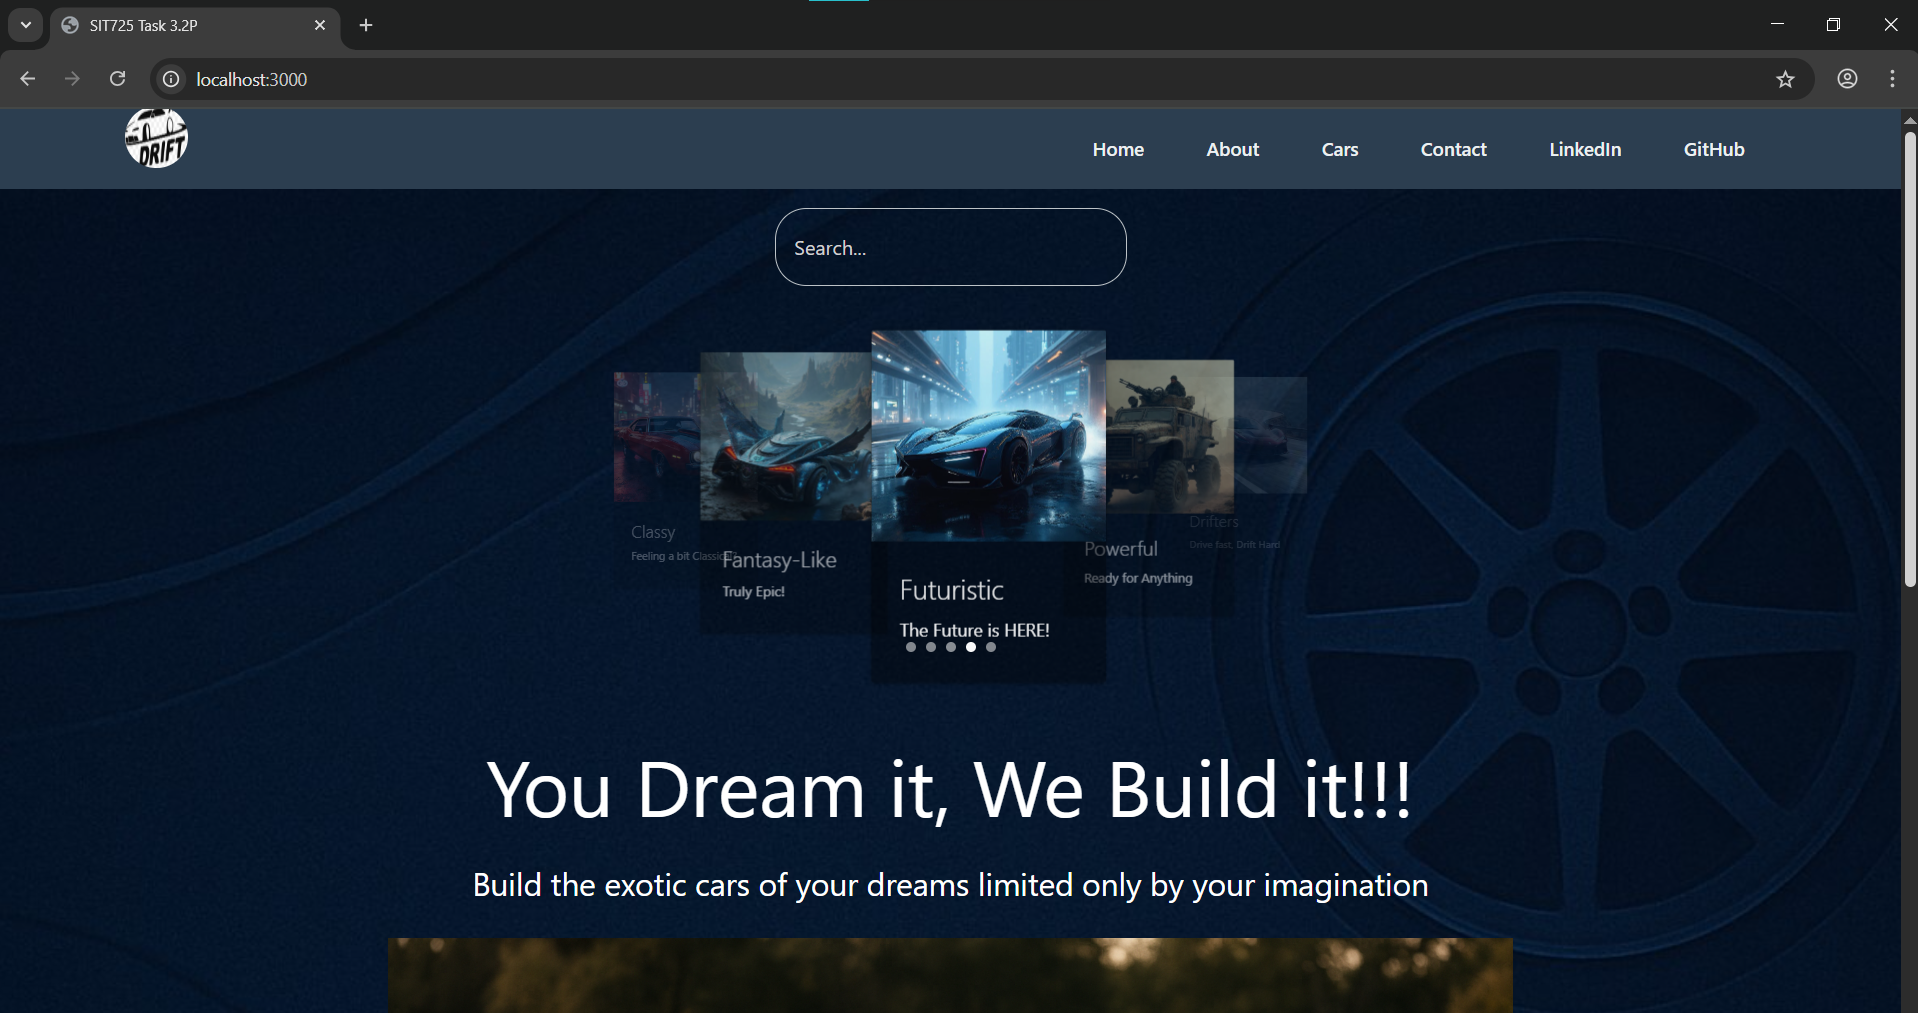 SIT725 Task 3.2P
localhost:3000
DRIFT
Home About Cars Contact LinkedIn GitHub
Search...
Classy
Feeling a bit Classical?
Fantasy-Like
Truly Epic!
Futuristic
The Future is HERE!
Powerful
Ready for Anything
Drifters
Drive fast, Drift Hard
You Dream it, We Build it!!!
Build the exotic cars of your dreams limited only by your imagination